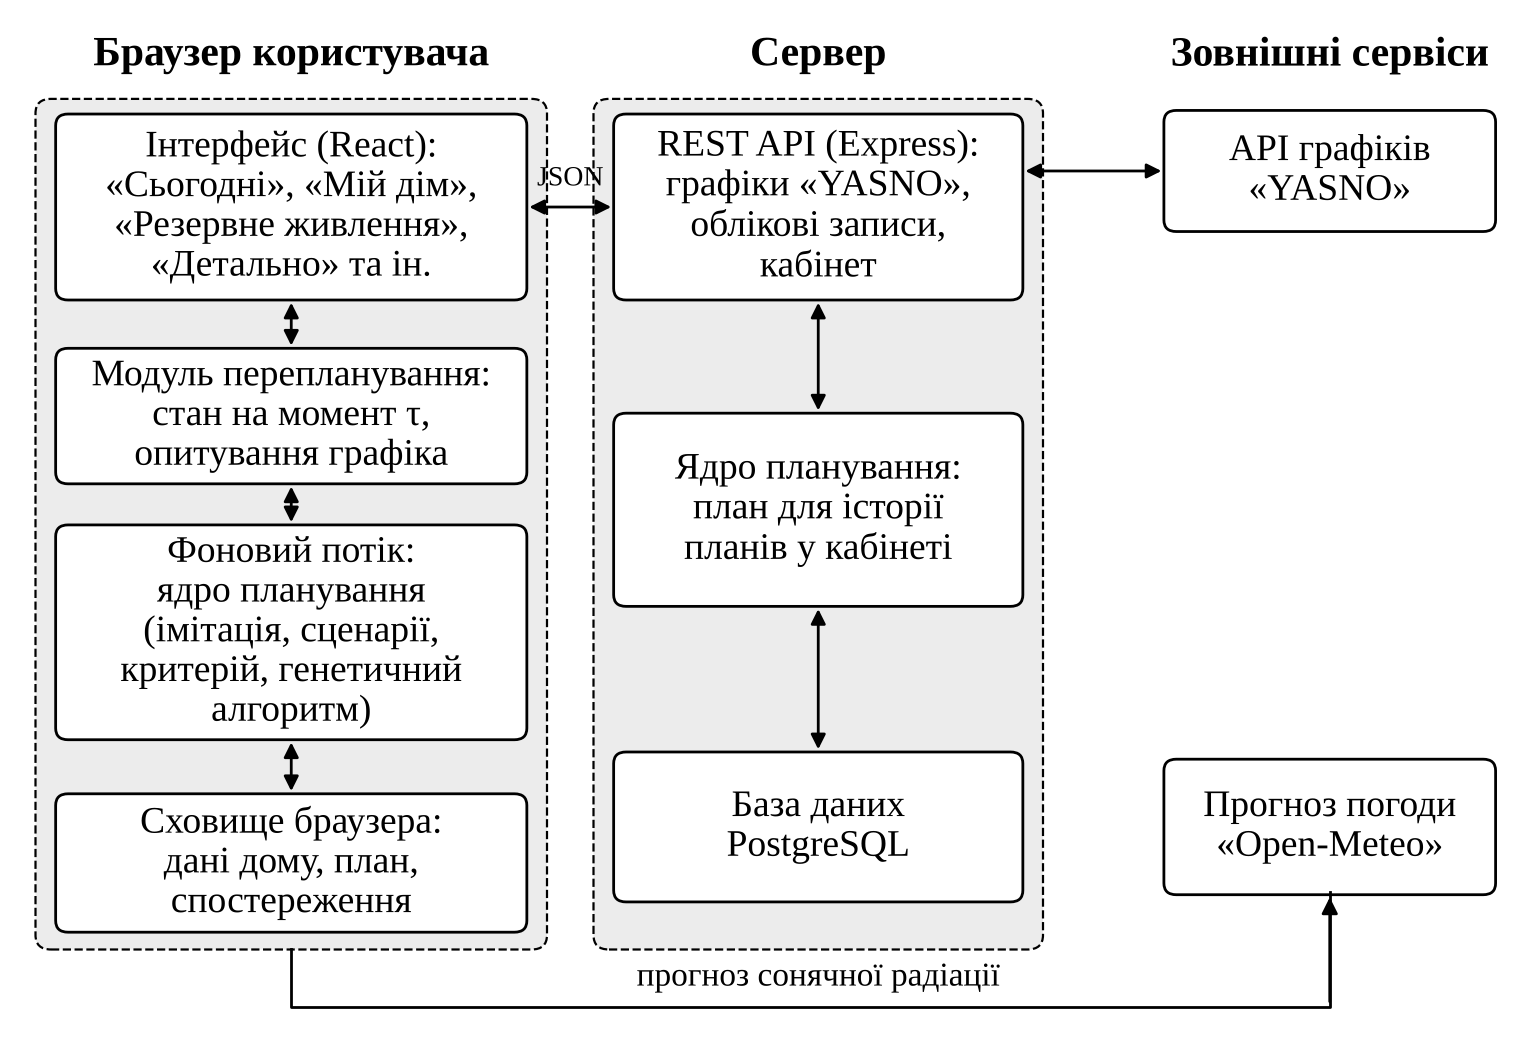 Браузер користувача
Сервер
Зовнішні сервіси
Інтерфейс (React):
«Сьогодні», «Мій дім»,
«Резервне живлення»,
«Детально» та ін.
JSON
REST API (Express):
графіки «YASNO»,
облікові записи,
кабінет
API графіків
«YASNO»
Модуль перепланування:
стан на момент τ,
опитування графіка
Ядро планування:
план для історії
планів у кабінеті
Фоновий потік:
ядро планування
(імітація, сценарії,
критерій, генетичний
алгоритм)
База даних
PostgreSQL
Прогноз погоди
«Open-Meteo»
Сховище браузера:
дані дому, план,
спостереження
прогноз сонячної радіації